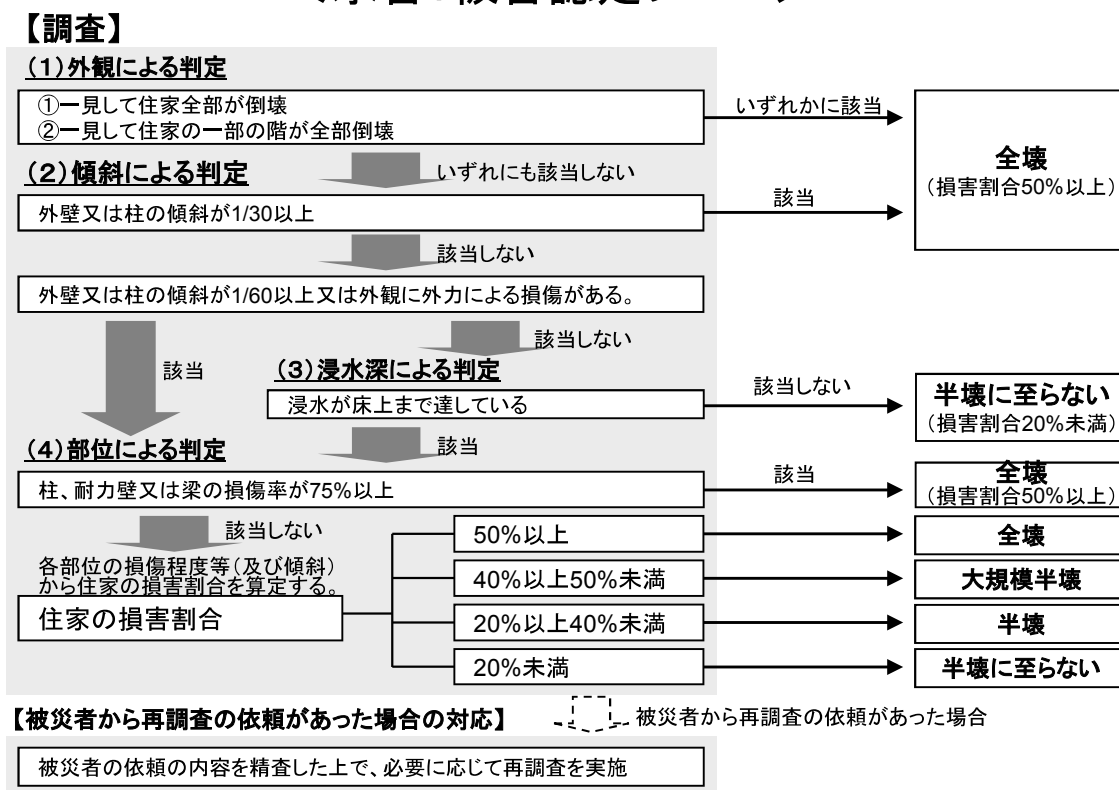 【調査】
(1)外観による判定
①一見して住家全部が倒壊
②一見して住家の一部の階が全部倒壊
いずれかに該当
全壊
(損害割合50%以上)
いずれにも該当しない
(2)傾斜による判定
外壁又は柱の傾斜が1/30以上
該当
該当しない
外壁又は柱の傾斜が1/60以上又は外観に外力による損傷がある。
該当
該当しない
(3)浸水深による判定
浸水が床上まで達している
該当しない
半壊に至らない
(損害割合20%未満)
該当
(4)部位による判定
柱、耐力壁又は梁の損傷率が75%以上
該当
全壊
(損害割合50%以上)
該当しない
各部位の損傷程度等(及び傾斜)
から住家の損害割合を算定する。
住家の損害割合
50%以上
全壊
40%以上50%未満
大規模半壊
20%以上40%未満
半壊
20%未満
半壊に至らない
【被災者から再調査の依頼があった場合の対応】
被災者から再調査の依頼があった場合
被災者の依頼の内容を精査した上で、必要に応じて再調査を実施